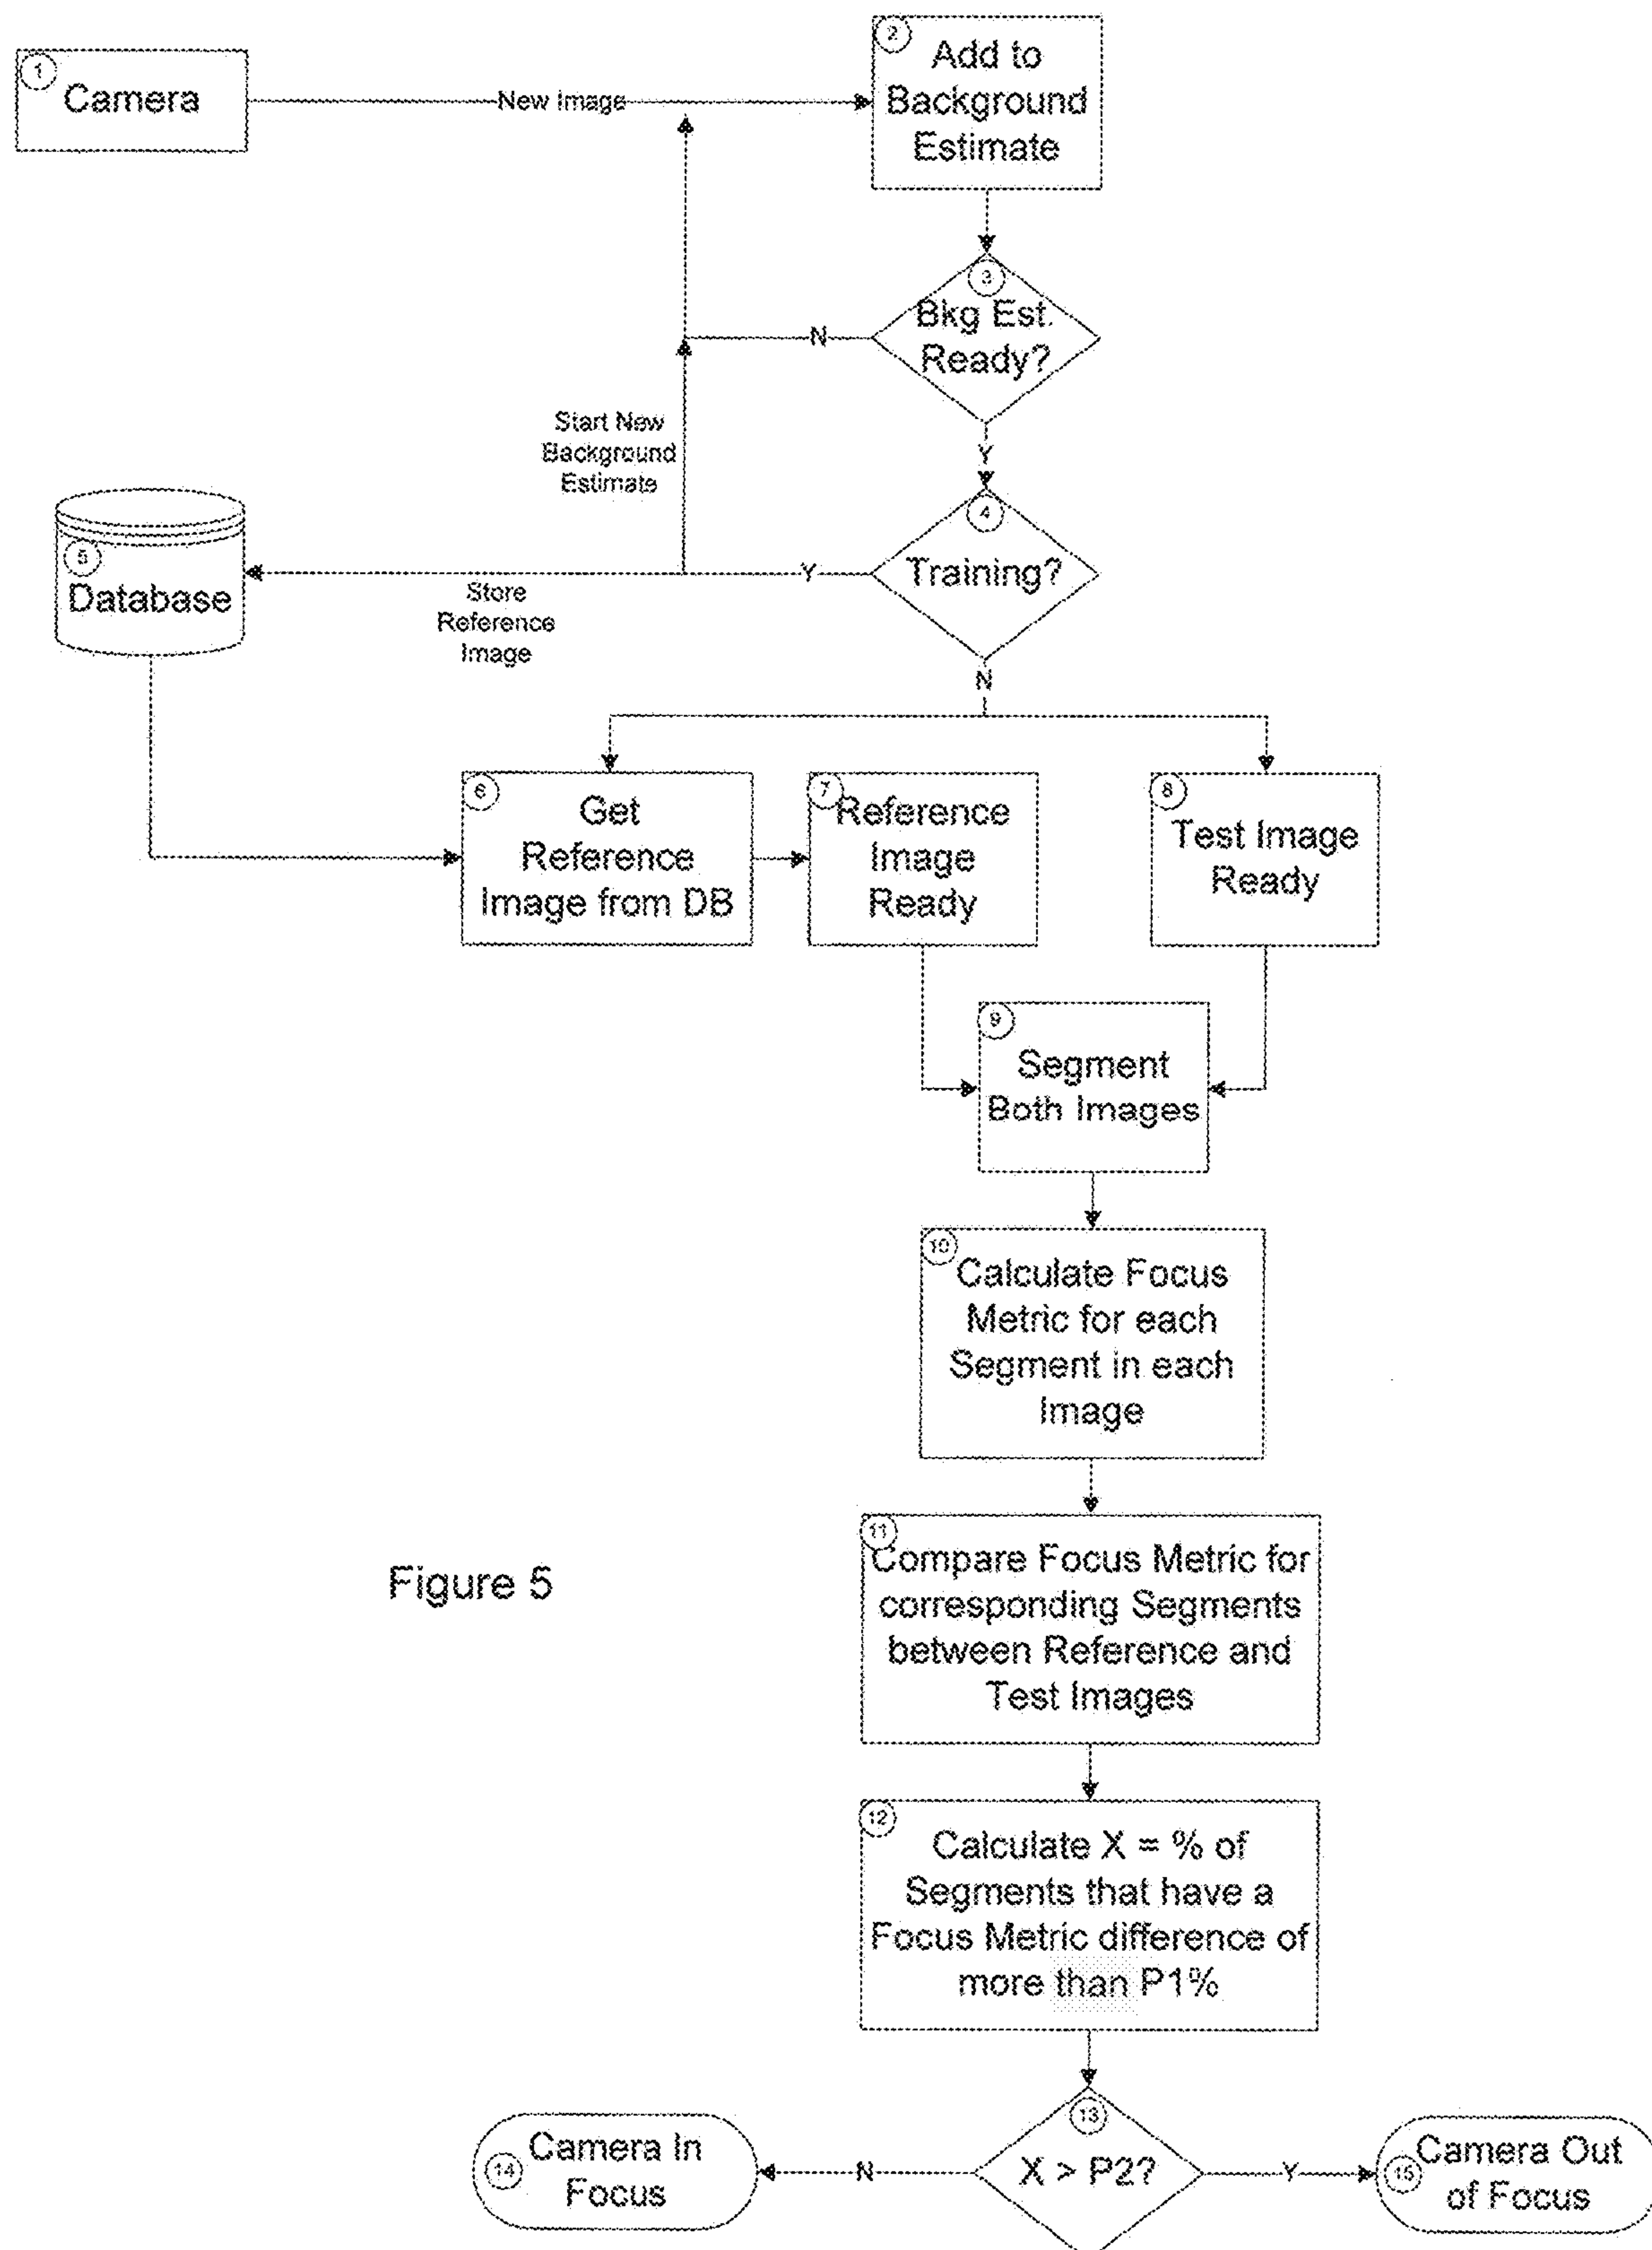 1
Camera
New Image
2
Add to
Background
Estimate
3
Bkg Est.
Ready?
N
Y
Start New
Background
Estimate
4
Training?
Y
N
5
Database
Store
Reference
Image
6
Get
Reference
Image from DB
7
Reference
Image
Ready
8
Test Image
Ready
9
Segment
Both Images
10
Calculate Focus
Metric for each
Segment in each
Image
11
Compare Focus Metric for
corresponding Segments
between Reference and
Test Images
Figure 5
12
Calculate X = % of
Segments that have a
Focus Metric difference of
more than P1%
13
X > P2?
N
Y
14
Camera In
Focus
15
Camera Out
of Focus